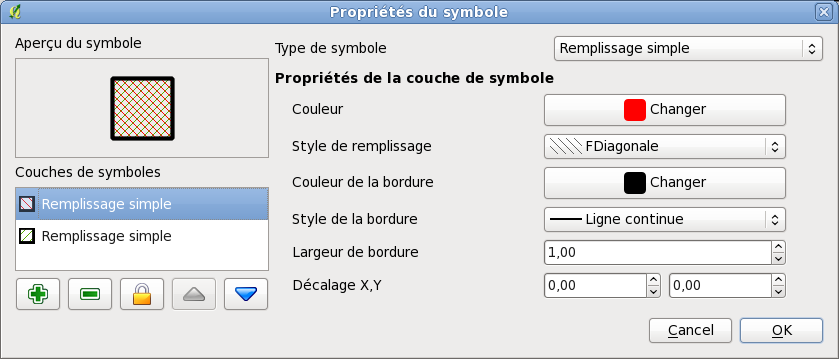 Propriétés du symbole
Aperçu du symbole
Type de symbole
Remplissage simple
Propriétés de la couche de symbole
Couleur
Changer
Style de remplissage
FDiagonale
Couches de symboles
Couleur de la bordure
Changer
Remplissage simple
Style de la bordure
Ligne continue
Remplissage simple
Largeur de bordure
1,00
Décalage X,Y
0,00
0,00
Cancel
OK